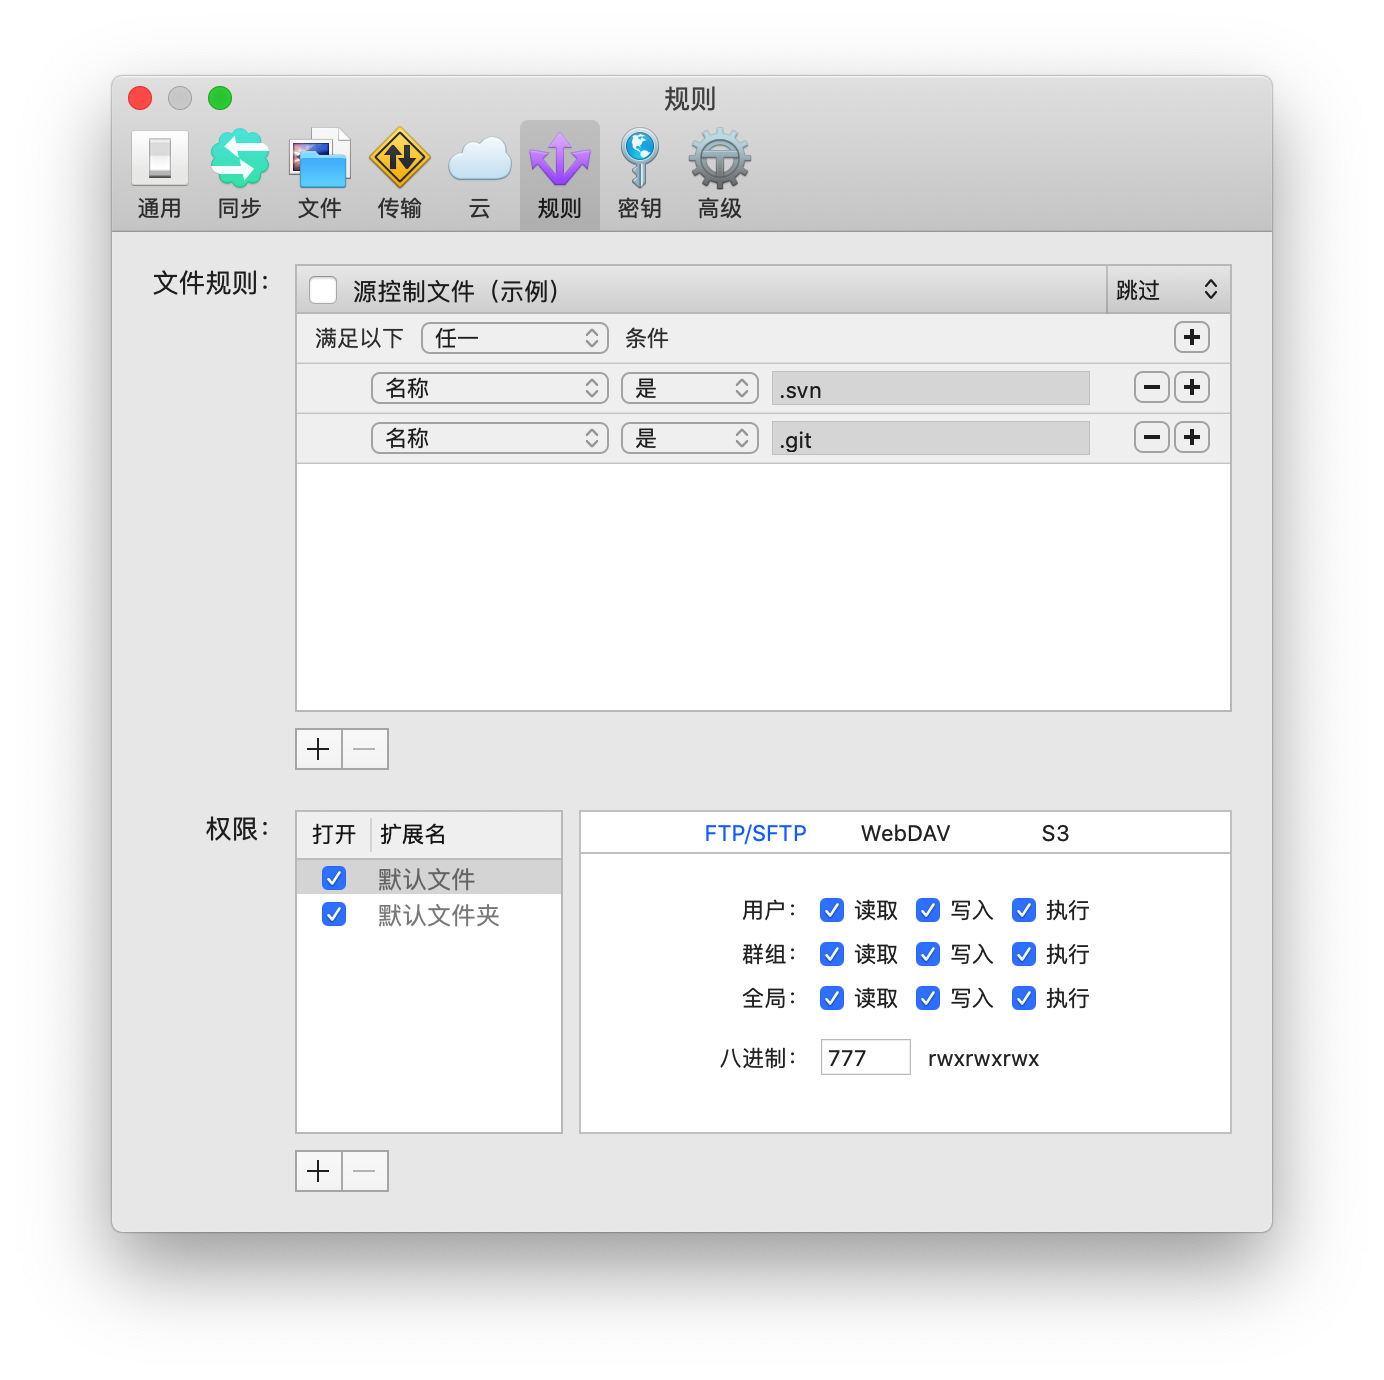 规则
通用 同步 文件 传输 云 规则 密钥 高级
文件规则：
源控制文件（示例） 跳过
满足以下 任一 条件
名称 是 .svn
名称 是 .git
权限：
打开 扩展名
默认文件
默认文件夹
FTP/SFTP WebDAV S3
用户： 读取 写入 执行
群组： 读取 写入 执行
全局： 读取 写入 执行
八进制： 777 rwxrwxrwx